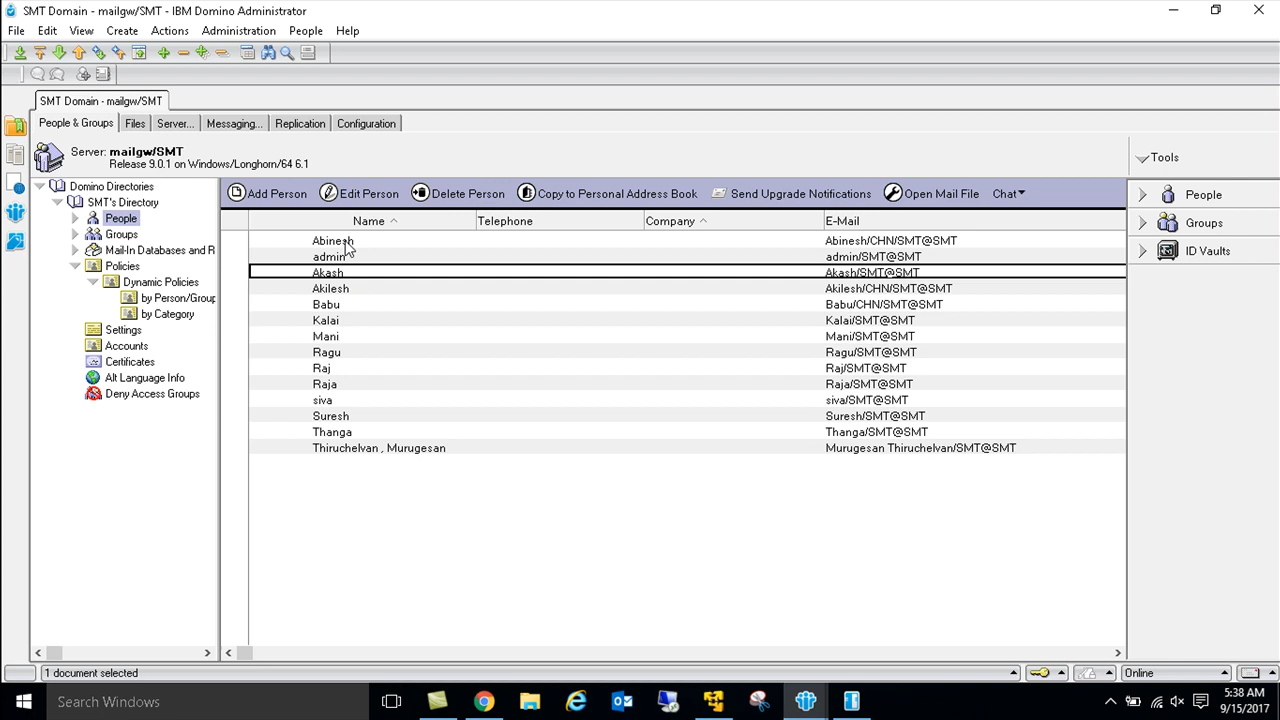 SMT Domain - mailgw/SMT - IBM Domino Administrator
File Edit View Create Actions Administration People Help
SMT Domain - mailgw/SMT
People & Groups Files Server... Messaging... Replication Configuration
Server: mailgw/SMT
Release 9.0.1 on Windows/Longhorn/64 6.1
Tools
People
Groups
ID Vaults
Domino Directories
SMT's Directory
People
Groups
Mail-In Databases and R
Policies
Dynamic Policies
by Person/Group
by Category
Settings
Accounts
Certificates
Alt Language Info
Deny Access Groups
Add Person Edit Person Delete Person Copy to Personal Address Book Send Upgrade Notifications Open Mail File Chat
Name Telephone Company E-Mail
Abinesh Abinesh/CHN/SMT@SMT
admin admin/SMT@SMT
Akash Akash/SMT@SMT
Akilesh Akilesh/CHN/SMT@SMT
Babu Babu/CHN/SMT@SMT
Kalai Kalai/SMT@SMT
Mani Mani/SMT@SMT
Ragu Ragu/SMT@SMT
Raj Raj/SMT@SMT
Raja Raja/SMT@SMT
siva siva/SMT@SMT
Suresh Suresh/SMT@SMT
Thanga Thanga/SMT@SMT
Thiruchelvan , Murugesan Murugesan Thiruchelvan/SMT@SMT
1 document selected Online
Search Windows
5:38 AM
9/15/2017